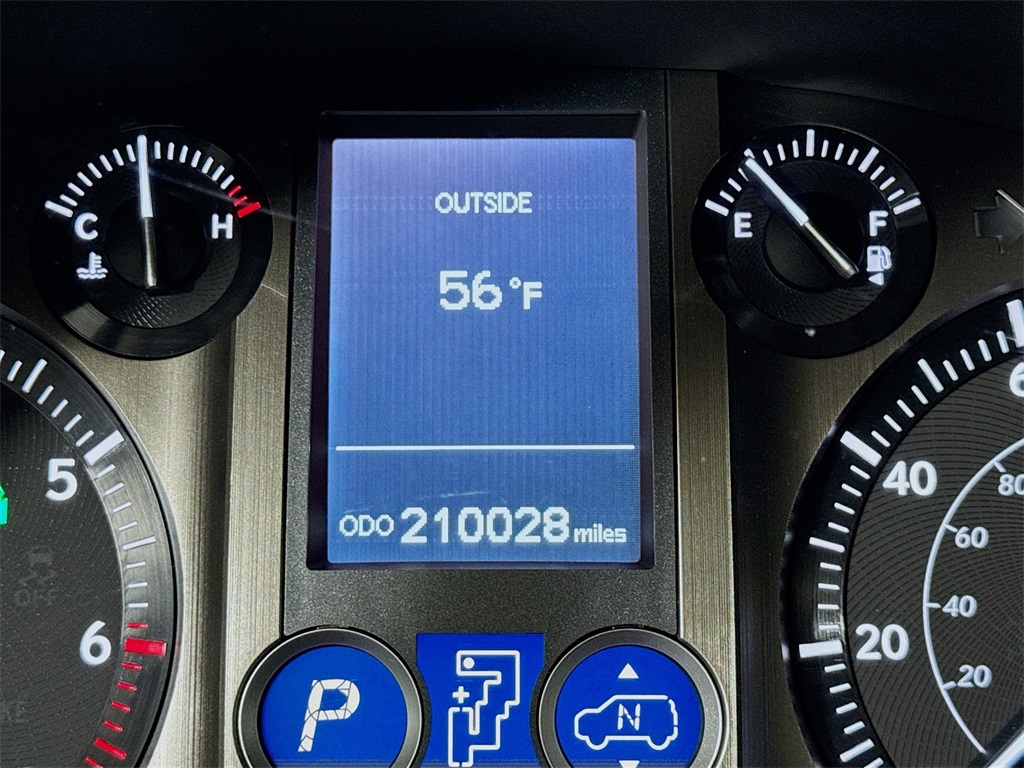 OUTSIDE
C H
E F
56 °F
5
6
40
20
80
60
40
20
OFF
ODO 210028 miles
P
N